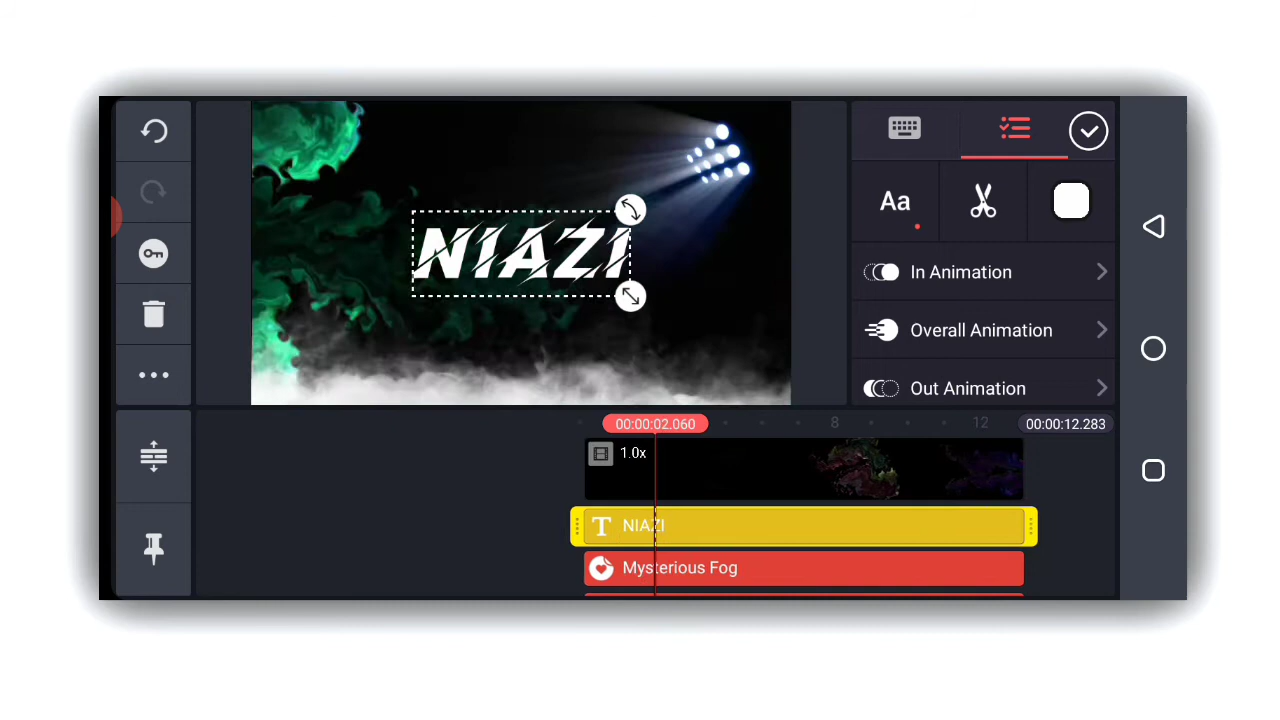 NIAZI
Aa
In Animation
Overall Animation
Out Animation
00:00:02.060
8
12
00:00:12.283
1.0x
T NIAZI
Mysterious Fog